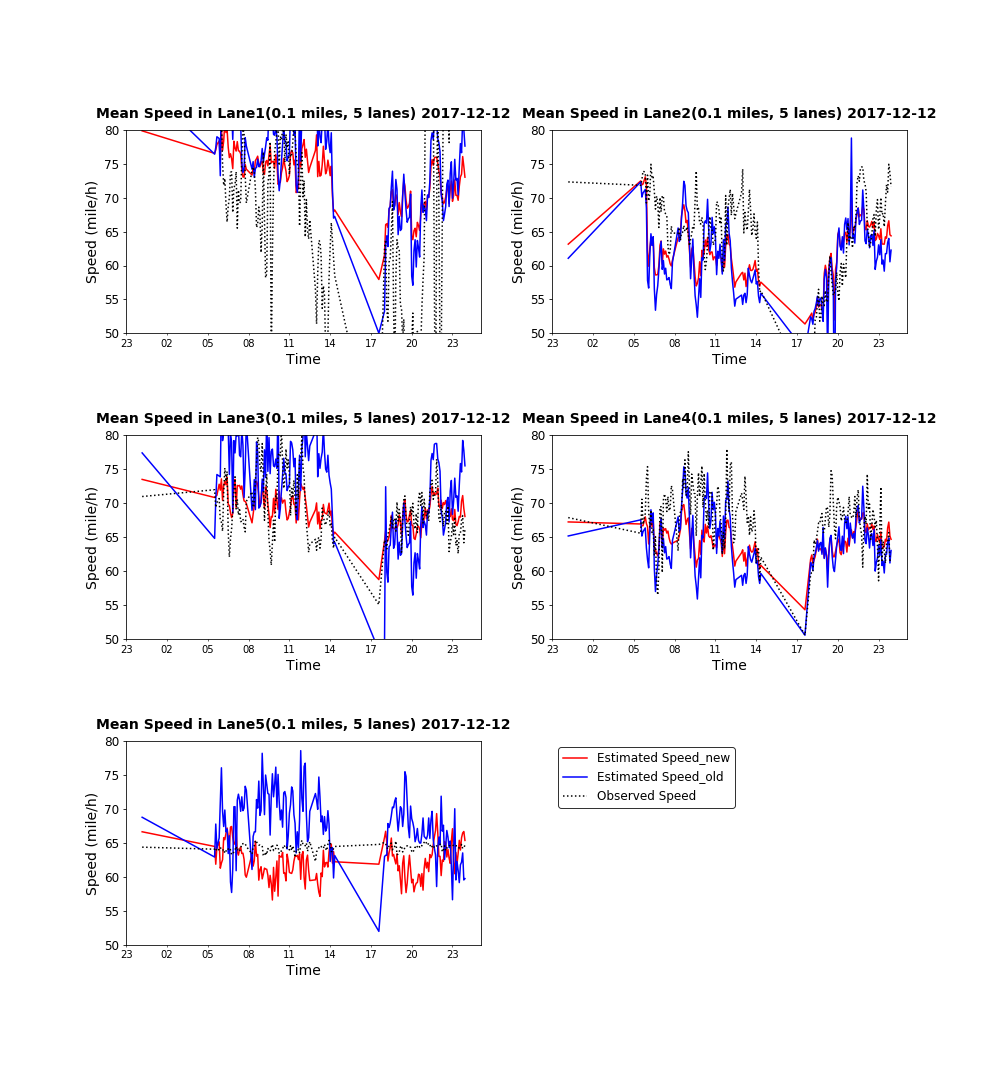 Mean Speed in Lane1(0.1 miles, 5 lanes) 2017-12-12
80
75
70
65
60
55
50
Speed (mile/h)
23 02 05 08 11 14 17 20 23
Time
Mean Speed in Lane2(0.1 miles, 5 lanes) 2017-12-12
80
75
70
65
60
55
50
Speed (mile/h)
23 02 05 08 11 14 17 20 23
Time
Mean Speed in Lane3(0.1 miles, 5 lanes) 2017-12-12
80
75
70
65
60
55
50
Speed (mile/h)
23 02 05 08 11 14 17 20 23
Time
Mean Speed in Lane4(0.1 miles, 5 lanes) 2017-12-12
80
75
70
65
60
55
50
Speed (mile/h)
23 02 05 08 11 14 17 20 23
Time
Mean Speed in Lane5(0.1 miles, 5 lanes) 2017-12-12
80
75
70
65
60
55
50
Speed (mile/h)
23 02 05 08 11 14 17 20 23
Time
Estimated Speed_new
Estimated Speed_old
Observed Speed